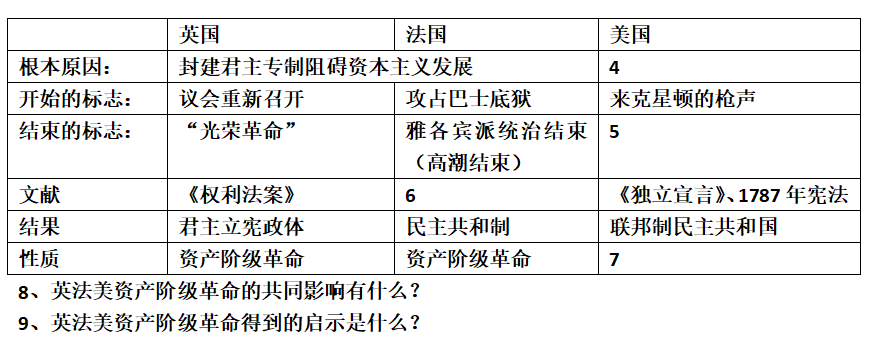 英国 法国 美国
根本原因： 封建君主专制阻碍资本主义发展 4
开始的标志： 议会重新召开 攻占巴士底狱 来克星顿的枪声
结束的标志： “光荣革命” 雅各宾派统治结束 5
（高潮结束）
文献 《权利法案》 6 《独立宣言》、1787 年宪法
结果 君主立宪政体 民主共和制 联邦制民主共和国
性质 资产阶级革命 资产阶级革命 7
8、英法美资产阶级革命的共同影响有什么？
9、英法美资产阶级革命得到的启示是什么？